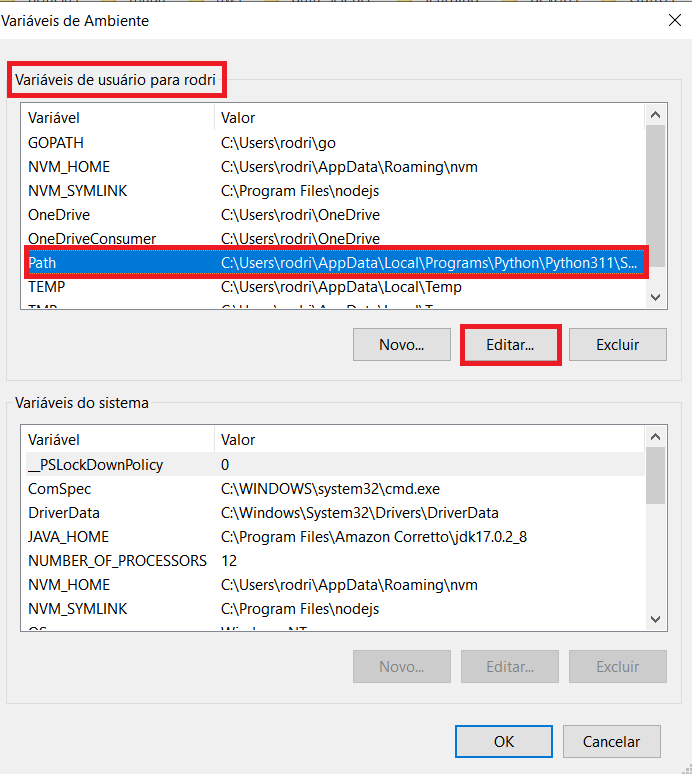 Variáveis de Ambiente
Variáveis de usuário para rodri
Variável Valor
GOPATH C:\Users\rodri\go
NVM_HOME C:\Users\rodri\AppData\Roaming\nvm
NVM_SYMLINK C:\Program Files\nodejs
OneDrive C:\Users\rodri\OneDrive
OneDriveConsumer C:\Users\rodri\OneDrive
Path C:\Users\rodri\AppData\Local\Programs\Python\Python311\S...
TEMP C:\Users\rodri\AppData\Local\Temp
Novo... Editar... Excluir
Variáveis do sistema
Variável Valor
__PSLockDownPolicy 0
ComSpec C:\WINDOWS\system32\cmd.exe
DriverData C:\Windows\System32\Drivers\DriverData
JAVA_HOME C:\Program Files\Amazon Corretto\jdk17.0.2_8
NUMBER_OF_PROCESSORS 12
NVM_HOME C:\Users\rodri\AppData\Roaming\nvm
NVM_SYMLINK C:\Program Files\nodejs
Novo... Editar... Excluir
OK Cancelar